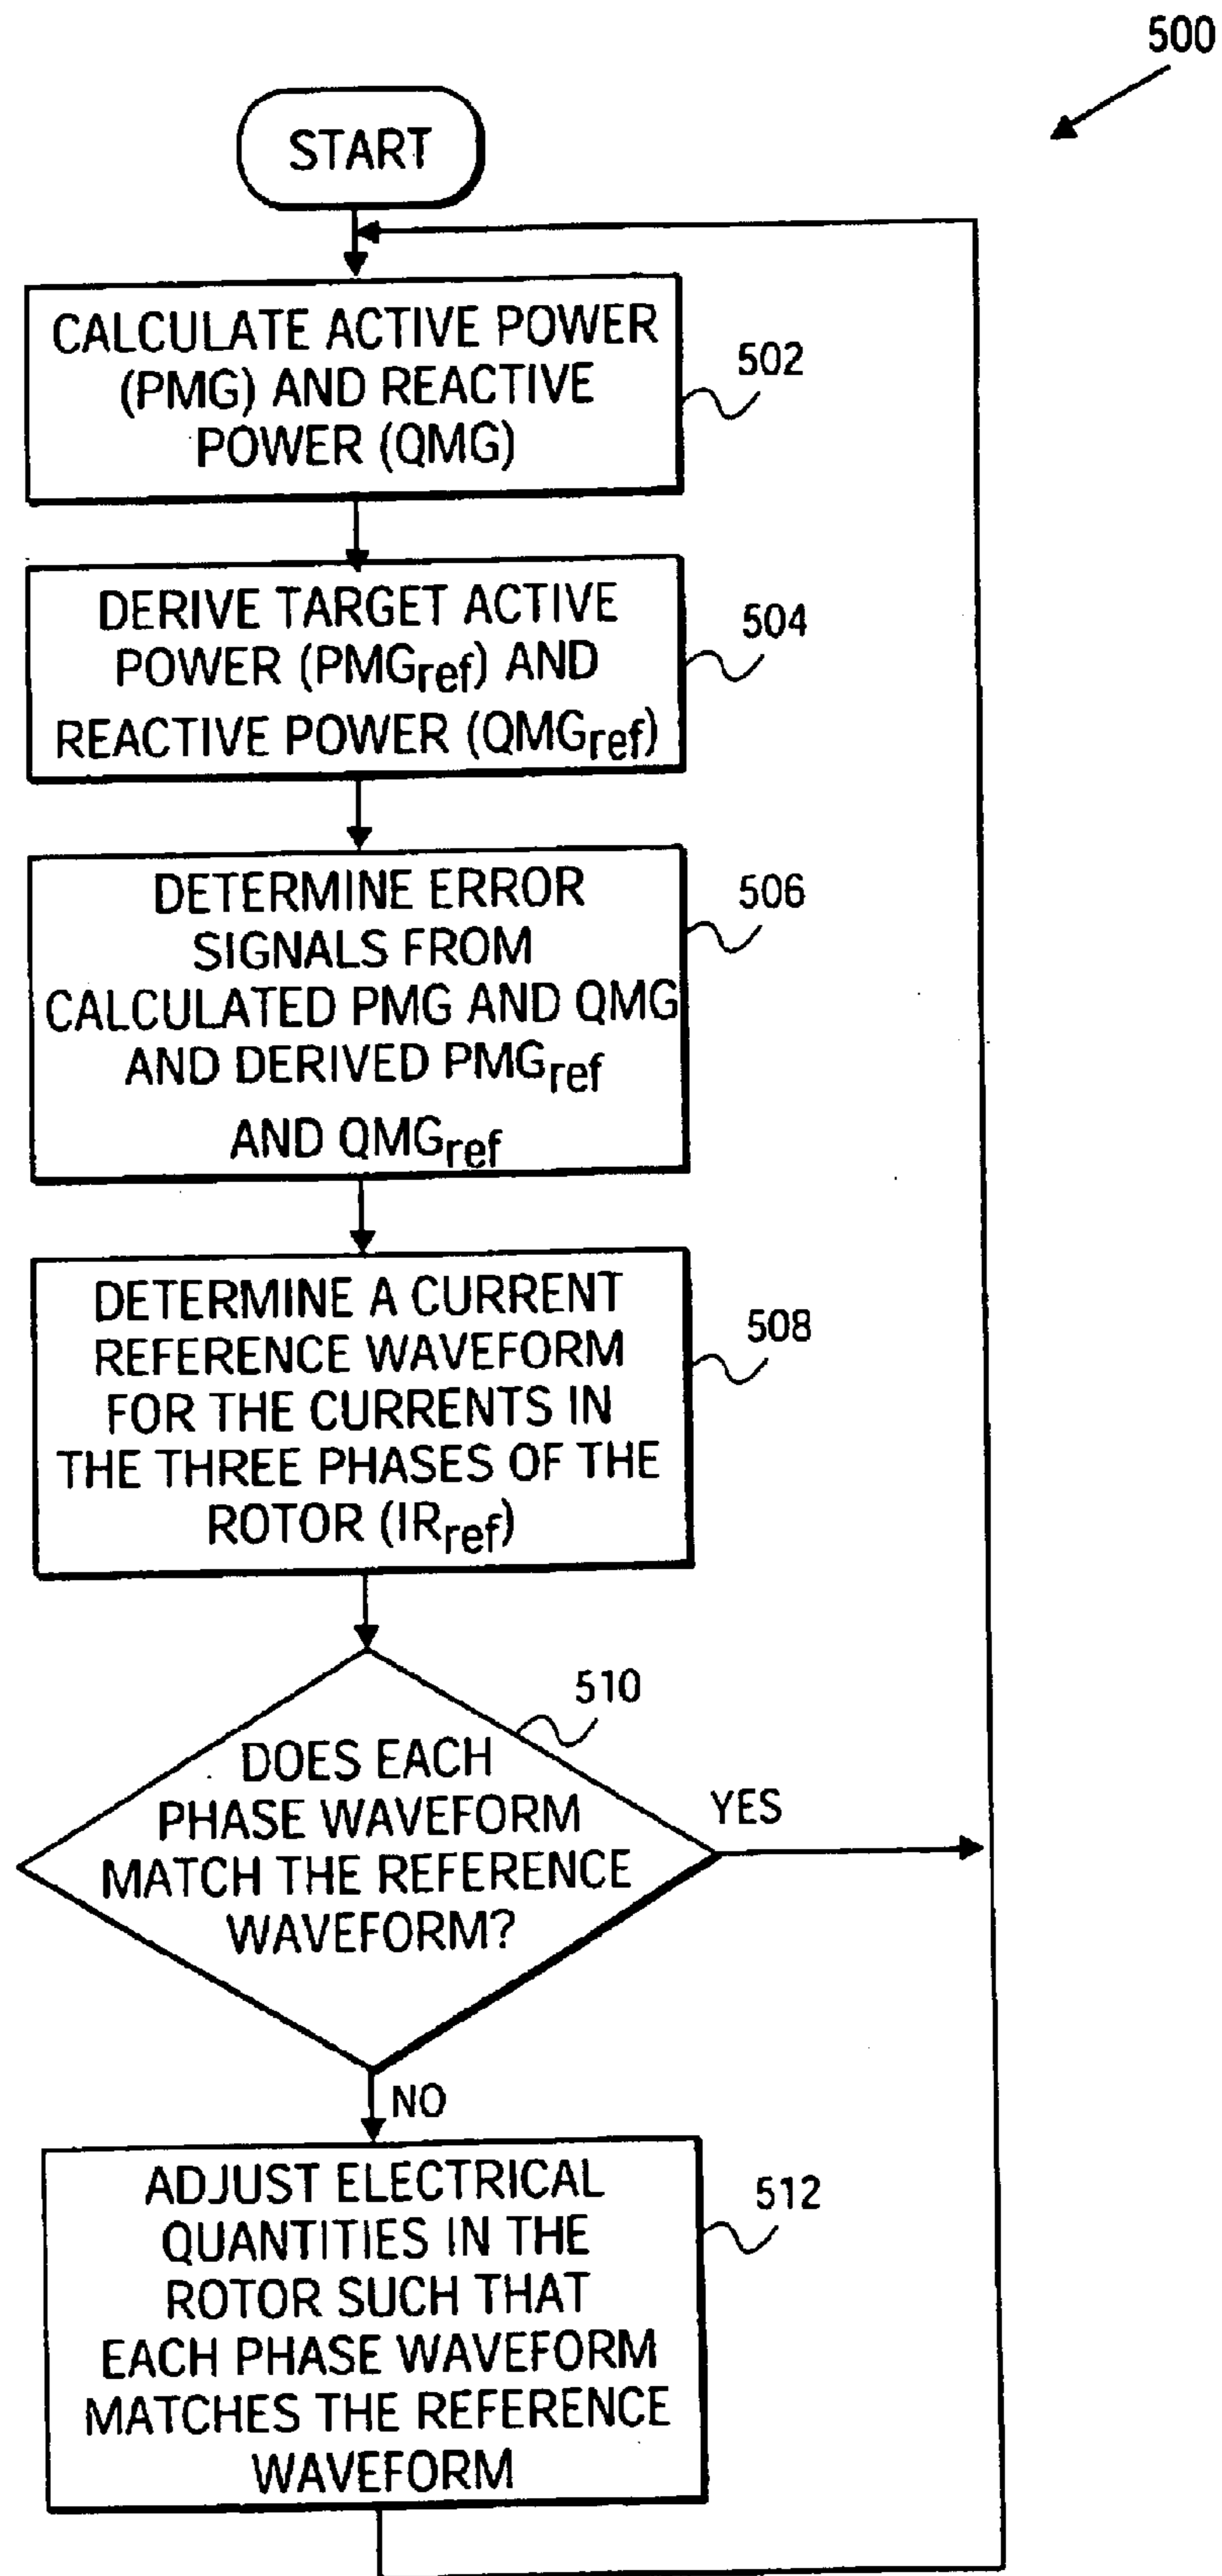 500
START
CALCULATE ACTIVE POWER
(PMG) AND REACTIVE
POWER (QMG)
502
DERIVE TARGET ACTIVE
POWER (PMGref) AND
REACTIVE POWER (QMGref)
504
DETERMINE ERROR
SIGNALS FROM
CALCULATED PMG AND QMG
AND DERIVED PMGref
AND QMGref
506
DETERMINE A CURRENT
REFERENCE WAVEFORM
FOR THE CURRENTS IN
THE THREE PHASES OF THE
ROTOR (IRref)
508
510
DOES EACH
PHASE WAVEFORM
MATCH THE REFERENCE
WAVEFORM?
YES
NO
ADJUST ELECTRICAL
QUANTITIES IN THE
ROTOR SUCH THAT
EACH PHASE WAVEFORM
MATCHES THE REFERENCE
WAVEFORM
512